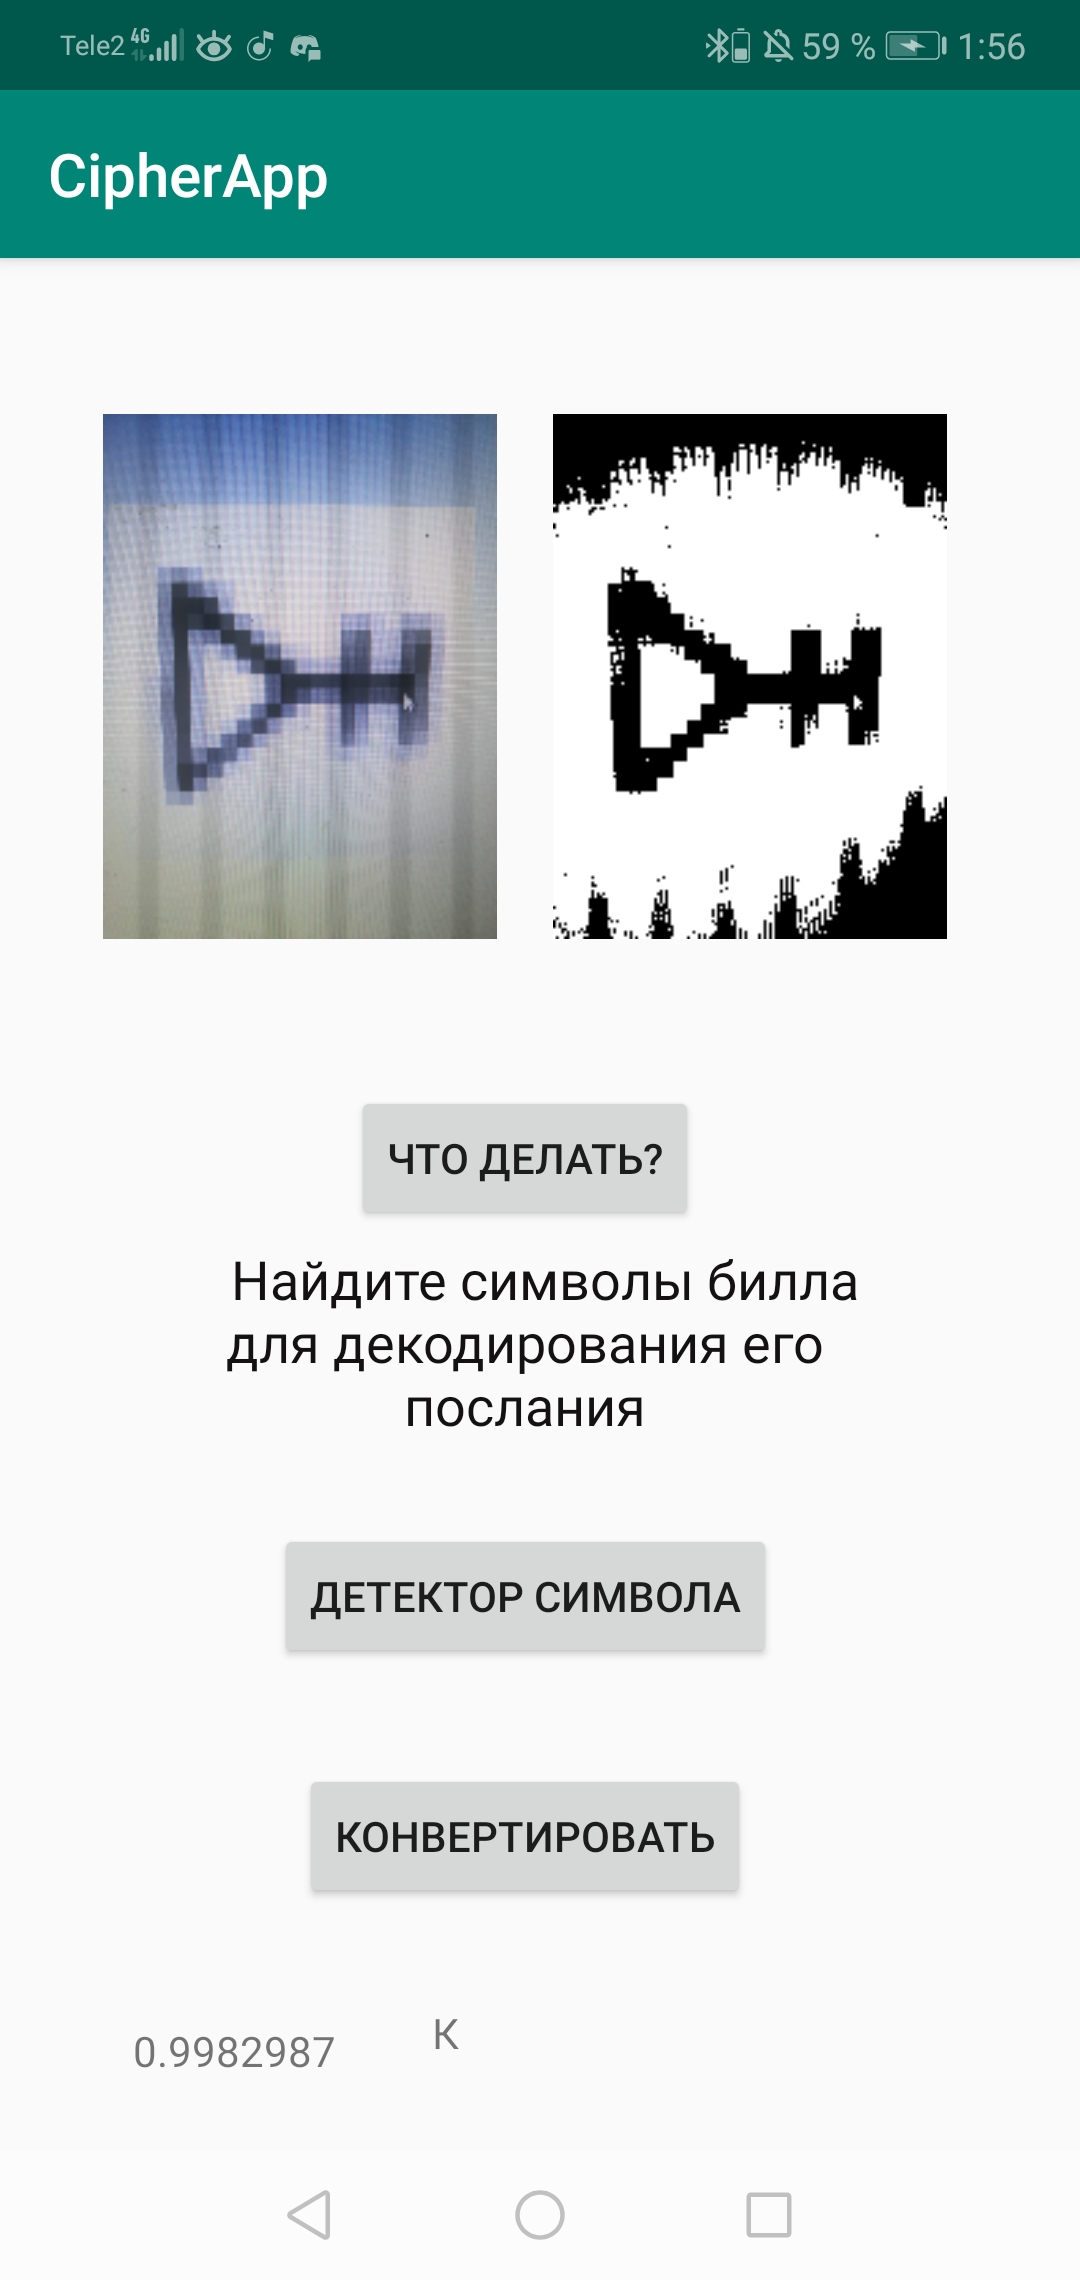 Tele2 4G 59 % 1:56
CipherApp
ЧТО ДЕЛАТЬ?
Найдите символы билла
для декодирования его
послания
ДЕТЕКТОР СИМВОЛА
КОНВЕРТИРОВАТЬ
0.9982987 К